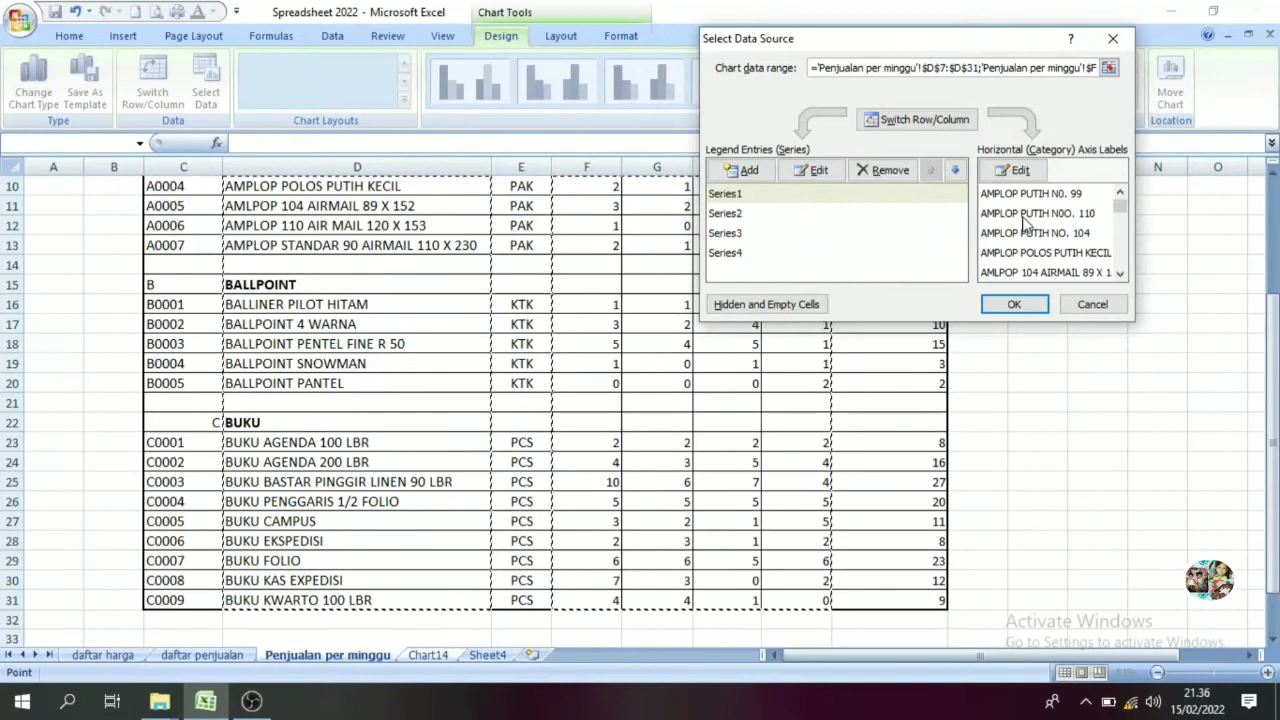 Spreadsheet 2022 - Microsoft Excel
Chart Tools
Home Insert Page Layout Formulas Data Review View Design Layout Format
Change Chart Type
Save As Template
Switch Row/Column
Select Data
Move Chart
Type Data Chart Layouts Location
Select Data Source
Chart data range: ='Penjualan per minggu'!$D$7:$D$31;'Penjualan per minggu'!$F
Switch Row/Column
Legend Entries (Series)
Add Edit Remove
Series1
Series2
Series3
Series4
Horizontal (Category) Axis Labels
Edit
AMPLOP PUTIH N0. 99
AMPLOP PUTIH N0O. 110
AMPLOP PUTIH NO. 104
AMPLOP POLOS PUTIH KECIL
AMLPOP 104 AIRMAIL 89 X 1
Hidden and Empty Cells OK Cancel
A B C D E F G N O
10 A0004 AMPLOP POLOS PUTIH KECIL PAK 2 1
11 A0005 AMLPOP 104 AIRMAIL 89 X 152 PAK 3 2
12 A0006 AMPLOP 110 AIR MAIL 120 X 153 PAK 1 0
13 A0007 AMPLOP STANDAR 90 AIRMAIL 110 X 230 PAK 2 1
14
15 B BALLPOINT
16 B0001 BALLINER PILOT HITAM KTK 1 1
17 B0002 BALLPOINT 4 WARNA KTK 3 2 4 1 10
18 B0003 BALLPOINT PENTEL FINE R 50 KTK 5 4 5 1 15
19 B0004 BALLPOINT SNOWMAN KTK 1 0 1 1 3
20 B0005 BALLPOINT PANTEL KTK 0 0 0 2 2
21
22 C BUKU
23 C0001 BUKU AGENDA 100 LBR PCS 2 2 2 2 8
24 C0002 BUKU AGENDA 200 LBR PCS 4 3 5 4 16
25 C0003 BUKU BASTAR PINGGIR LINEN 90 LBR PCS 10 6 7 4 27
26 C0004 BUKU PENGGARIS 1/2 FOLIO PCS 5 5 5 5 20
27 C0005 BUKU CAMPUS PCS 3 2 1 5 11
28 C0006 BUKU EKSPEDISI PCS 2 3 1 2 8
29 C0007 BUKU FOLIO PCS 6 6 5 6 23
30 C0008 BUKU KAS EXPEDISI PCS 7 3 0 2 12
31 C0009 BUKU KWARTO 100 LBR PCS 4 4 1 0 9
32
33
Activate Windows
Go to Settings to activate Windows.
daftar harga daftar penjualan Penjualan per minggu Chart14 Sheet4
Point
21.36
15/02/2022